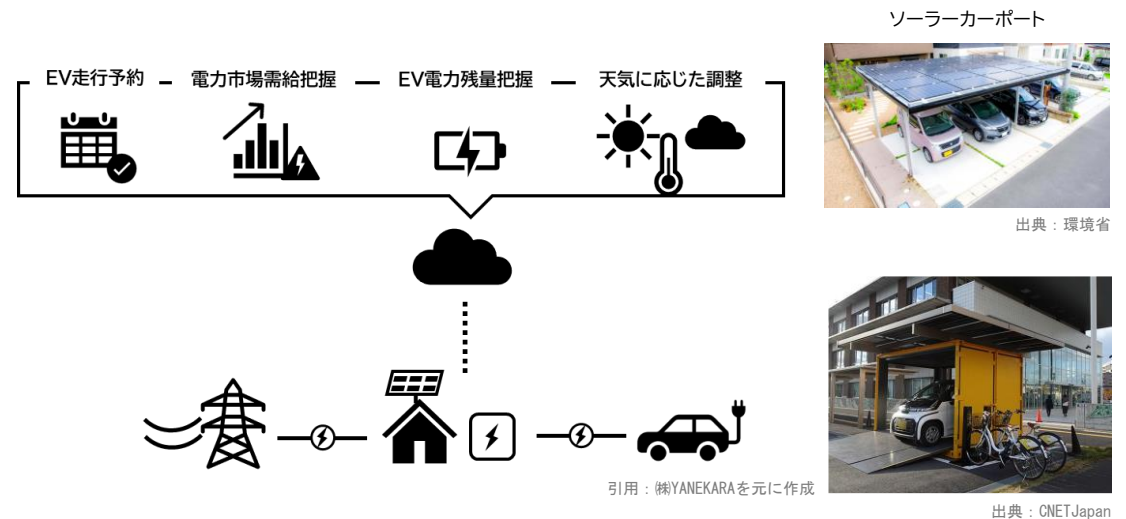 ソーラーカーポート
EV走行予約
電力市場需給把握
EV電力残量把握
天気に応じた調整
出典：環境省
引用：㈱YANEKARAを元に作成
出典：CNETJapan